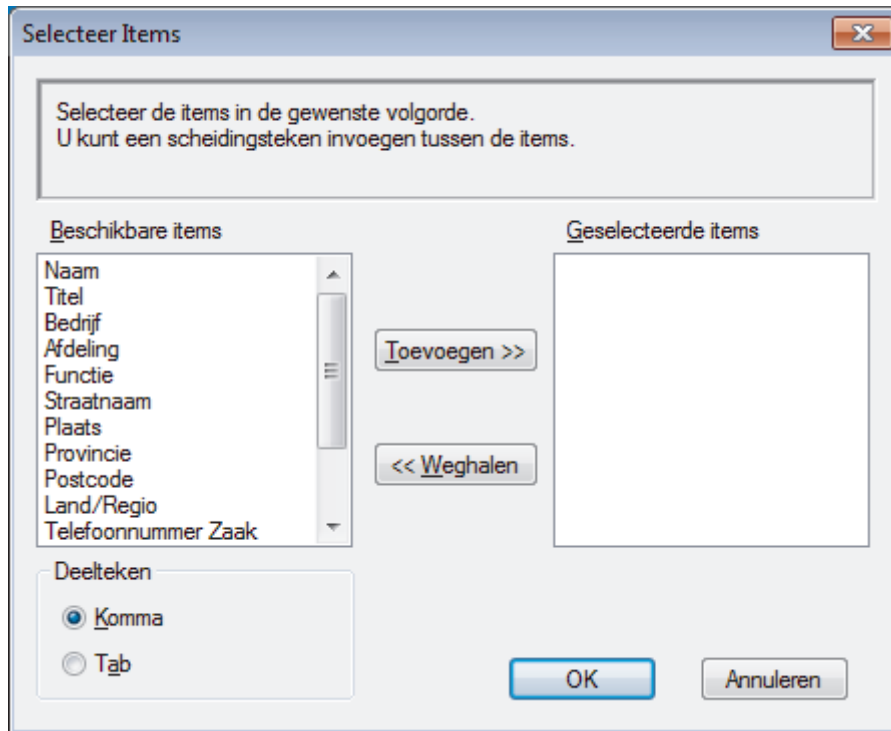 Selecteer Items
Selecteer de items in de gewenste volgorde.
U kunt een scheidingsteken invoegen tussen de items.
Beschikbare items
Geselecteerde items
Naam
Titel
Bedrijf
Afdeling
Functie
Straatnaam
Plaats
Provincie
Postcode
Land/Regio
Telefoonnummer Zaak
Toevoegen >>
<< Weghalen
Deelteken
Komma
Tab
OK
Annuleren